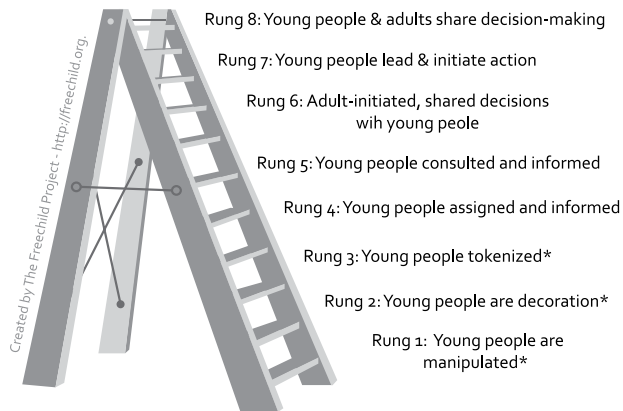 Rung 8: Young people & adults share decision-making
Rung 7: Young people lead & initiate action
Rung 6: Adult-initiated, shared decisions
wih young peole
Rung 5: Young people consulted and informed
Rung 4: Young people assigned and informed
Rung 3: Young people tokenized*
Rung 2: Young people are decoration*
Rung 1: Young people are
manipulated*
Created by The Freechild Project - http://freechild.org.